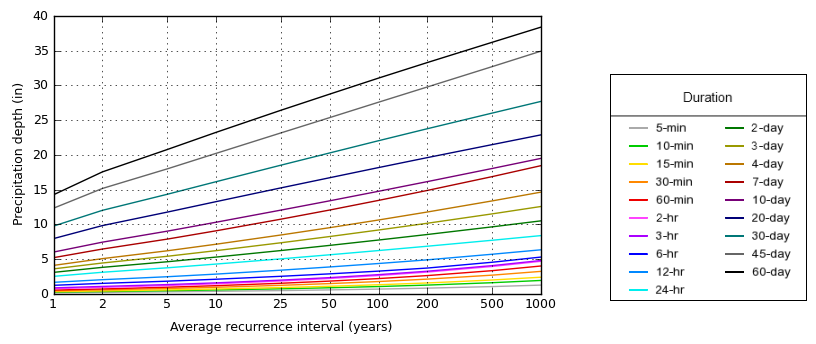 40
35
30
25
20
15
10
5
0
Precipitation depth (in)
1 2 5 10 25 50 100 200 500 1000
Average recurrence interval (years)
Duration
5-min 2-day
10-min 3-day
15-min 4-day
30-min 7-day
60-min 10-day
2-hr 20-day
3-hr 30-day
6-hr 45-day
12-hr 60-day
24-hr